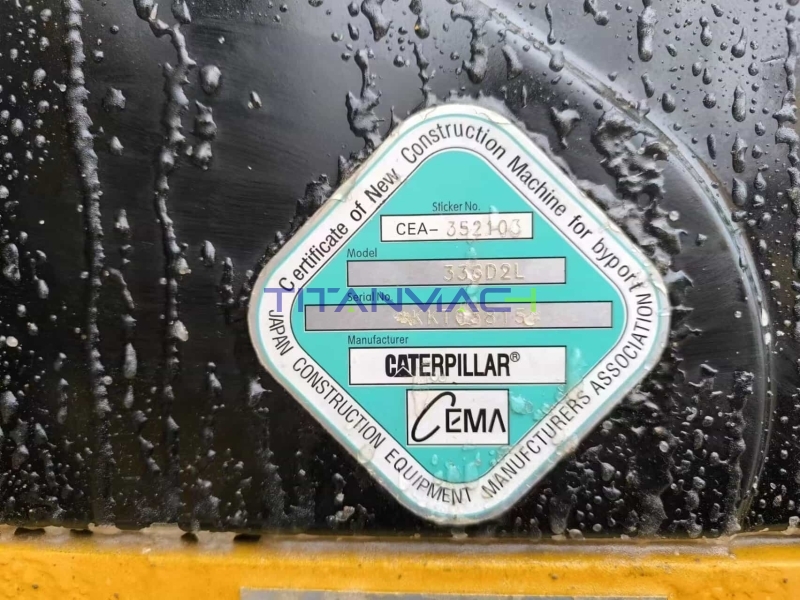 Certificate of New Construction Machine for byport
Sticker No.
CEA-352103
Model
336D2L
Serial No.
TITANMACH
Manufacturer
CATERPILLAR®
CEMA
JAPAN CONSTRUCTION EQUIPMENT MANUFCTURERS ASSOCIATION